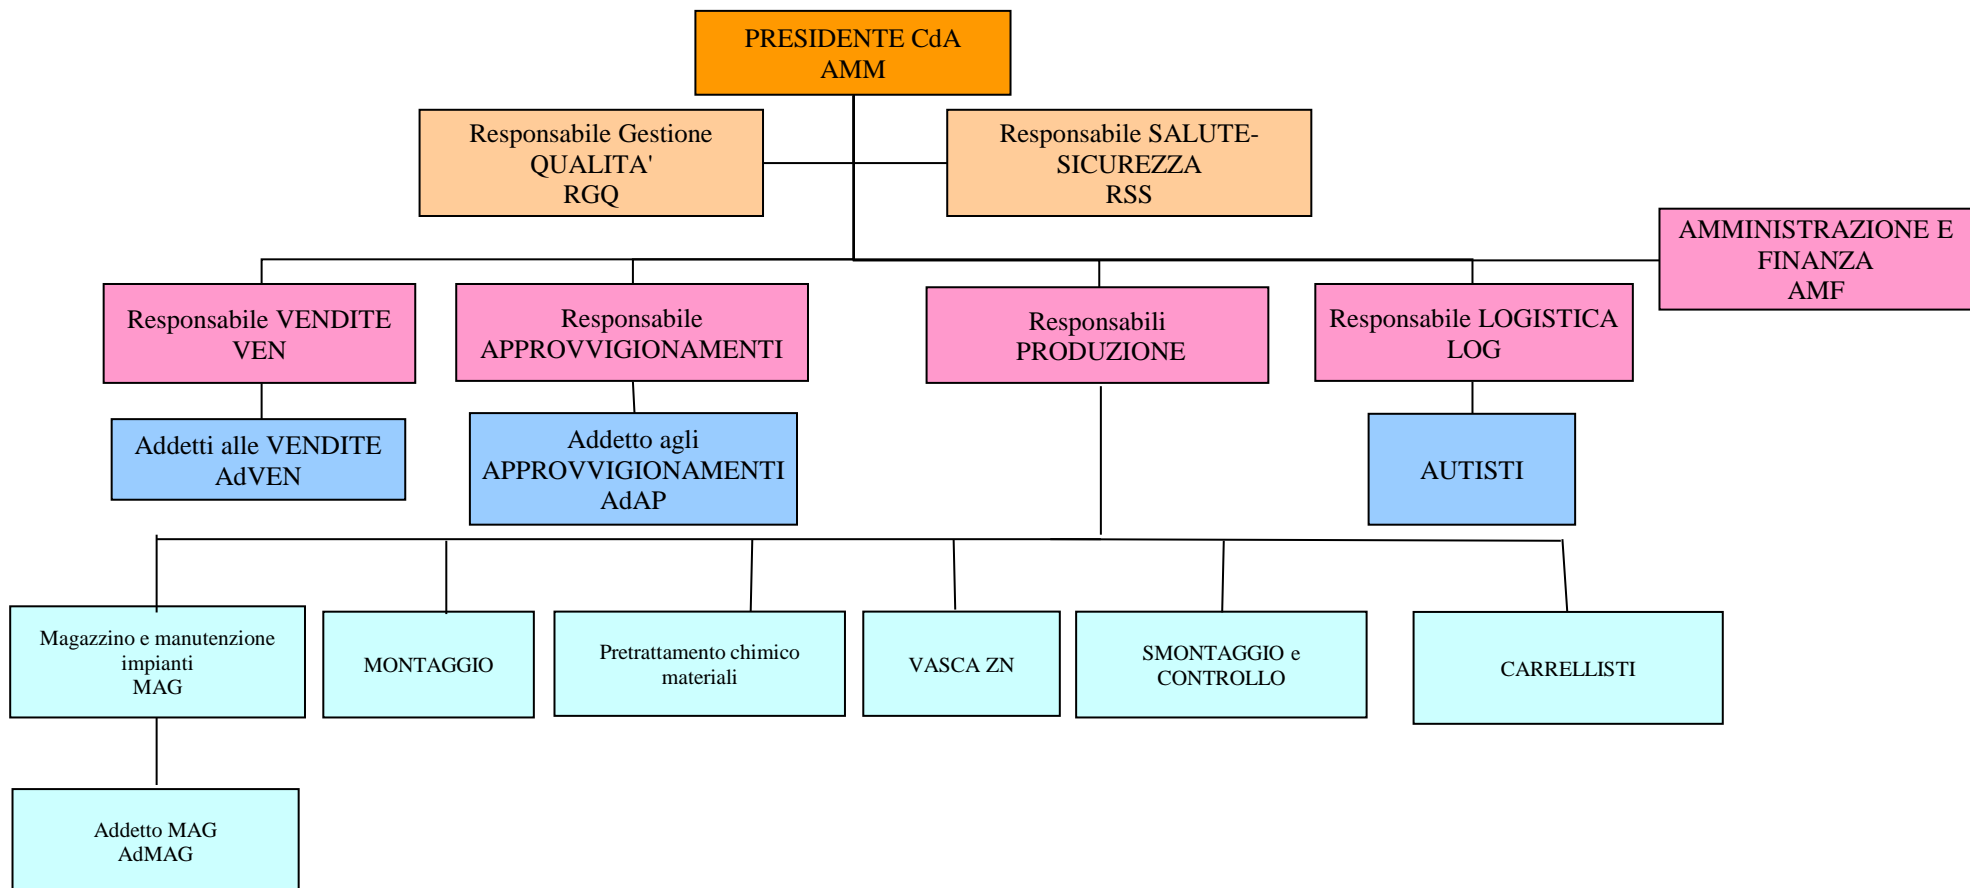 PRESIDENTE CdA
AMM
Responsabile Gestione
QUALITA'
RGQ
Responsabile SALUTE-
SICUREZZA
RSS
AMMINISTRAZIONE E
FINANZA
AMF
Responsabile VENDITE
VEN
Responsabile
APPROVVIGIONAMENTI
Responsabili
PRODUZIONE
Responsabile LOGISTICA
LOG
Addetti alle VENDITE
AdVEN
Addetto agli
APPROVVIGIONAMENTI
AdAP
AUTISTI
Magazzino e manutenzione
impianti
MAG
MONTAGGIO
Pretrattamento chimico
materiali
VASCA ZN
SMONTAGGIO e
CONTROLLO
CARRELLISTI
Addetto MAG
AdMAG